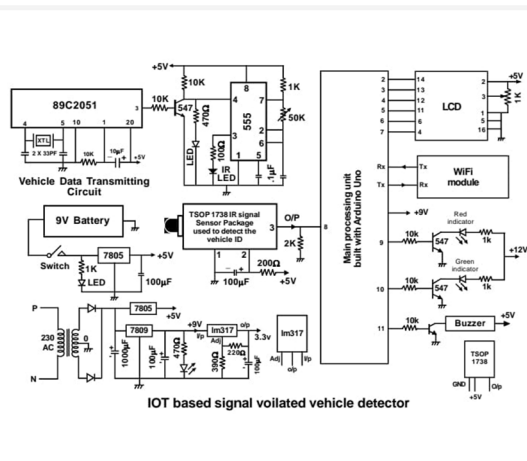 +5V
10K
89C2051
3
10K
547
470Ω
LED
8
4
7
555
3
2
6
1
5
100Ω
IR
LED
1K
50K
.1µF
4
5
10
1
20
XTL
2 X 33PF
10K
10µF
+5V
Vehicle Data Transmitting
Circuit
9V Battery
Switch
1K
LED
7805
+5V
100µF
TSOP 1738 IR signal
Sensor Package
used to detect the
vehicle ID
3
1
2
O/P
2K
200Ω
100µF
+5V
8
Main processing unit
built with Arduino Uno
2
3
5
6
7
14
13
12
11
4
LCD
2
3
1
5
16
+5V
1K
Rx
Tx
Tx
Rx
WiFi
module
+9V
Red
indicator
9
10k
547
1k
+12V
Green
indicator
10
10k
547
1k
11
10k
Buzzer
+5V
TSOP
1738
GND
O/p
+5V
P
230
AC
N
0
7805
+5V
7809
+9V
I/p
lm317
o/p
3.3v
Adj
1000µF
100µF
470Ω
390Ω
220Ω
100µF
lm317
Adj
I/p
o/p
IOT based signal voilated vehicle detector